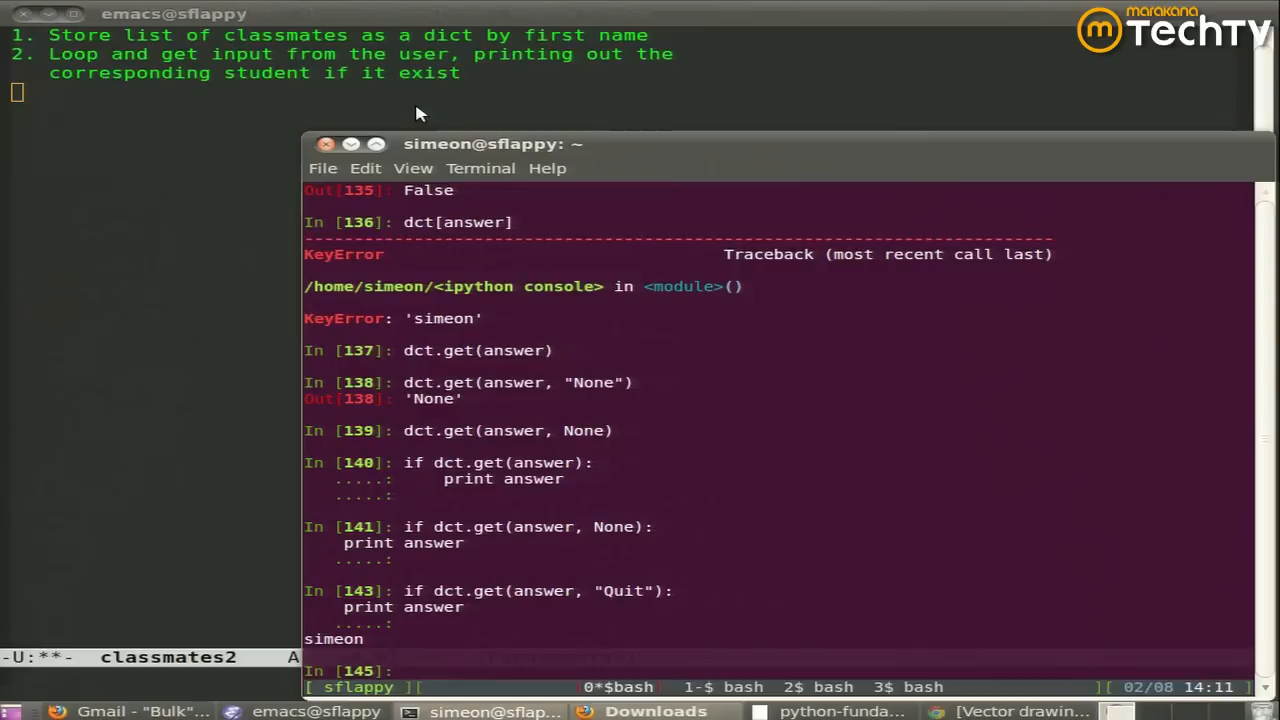 emacs@sflappy
marakana
TechTV
1. Store list of classmates as a dict by first name
2. Loop and get input from the user, printing out the
corresponding student if it exist
simeon@sflappy: ~
File Edit View Terminal Help
Out[135]: False
In [136]: dct[answer]
---------------------------------------------------------------------------
KeyError Traceback (most recent call last)
/home/simeon/<ipython console> in <module>()
KeyError: 'simeon'
In [137]: dct.get(answer)
In [138]: dct.get(answer, "None")
Out[138]: 'None'
In [139]: dct.get(answer, None)
In [140]: if dct.get(answer):
.....: print answer
.....:
In [141]: if dct.get(answer, None):
print answer
.....:
In [143]: if dct.get(answer, "Quit"):
print answer
.....:
simeon
In [145]:
-U:**- classmates2 A
[ sflappy ][ 0*$bash 1-$ bash 2$ bash 3$ bash ][ 02/08 14:11 ]
Gmail - "Bulk"... emacs@sflappy simeon@sflap... Downloads python-funda... [Vector drawin...